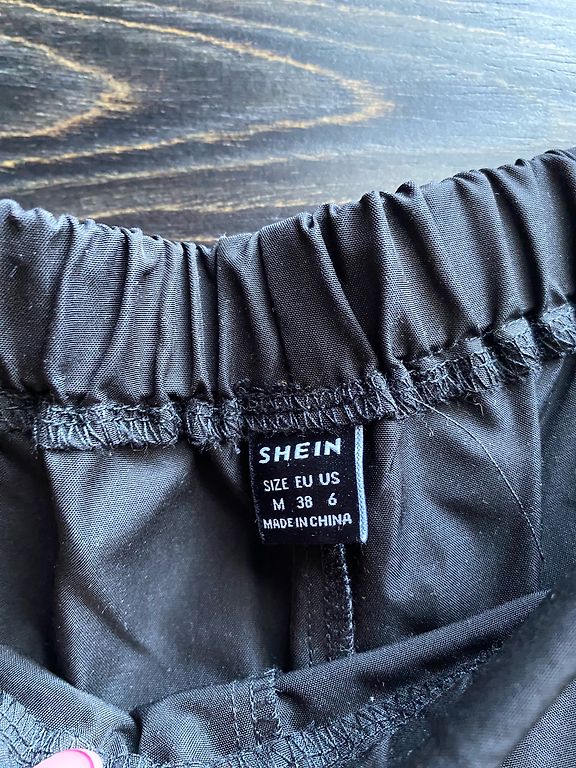 SHEIN
SIZE EU US
M 38 6
MADE IN CHINA